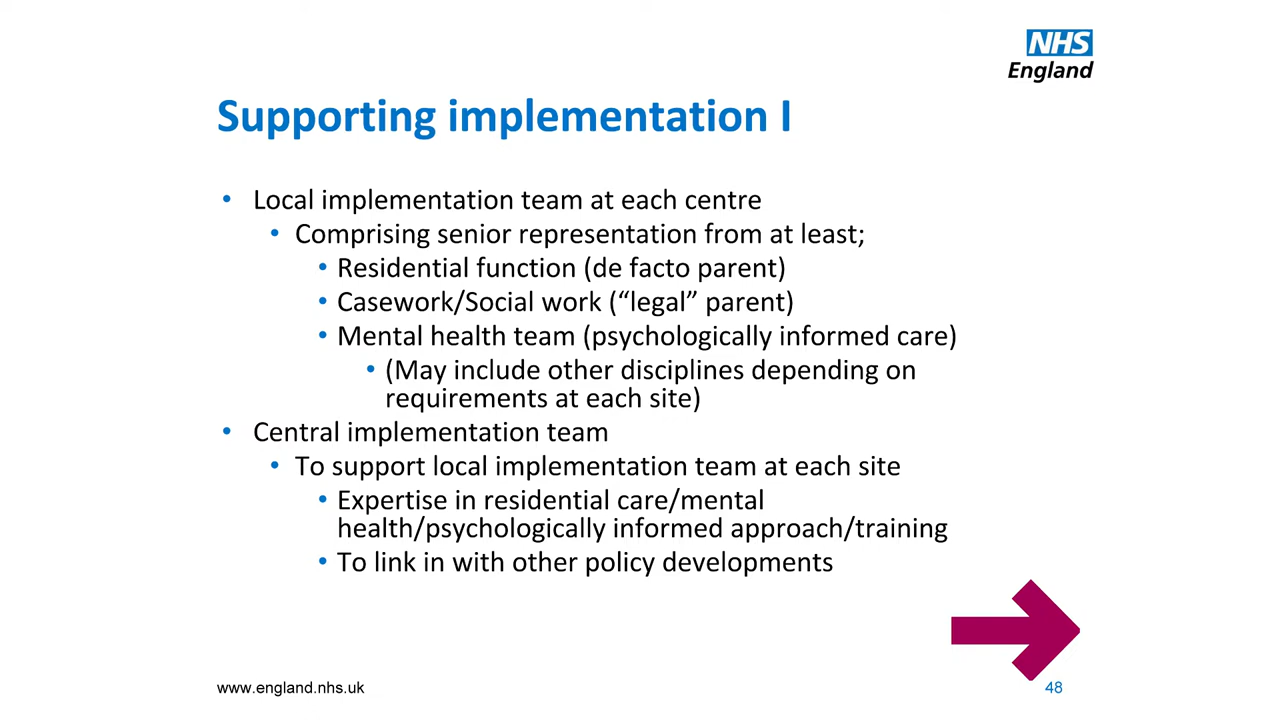 NHS
England
Supporting implementation I
• Local implementation team at each centre
• Comprising senior representation from at least;
• Residential function (de facto parent)
• Casework/Social work (“legal” parent)
• Mental health team (psychologically informed care)
• (May include other disciplines depending on
requirements at each site)
• Central implementation team
• To support local implementation team at each site
• Expertise in residential care/mental
health/psychologically informed approach/training
• To link in with other policy developments
www.england.nhs.uk
48